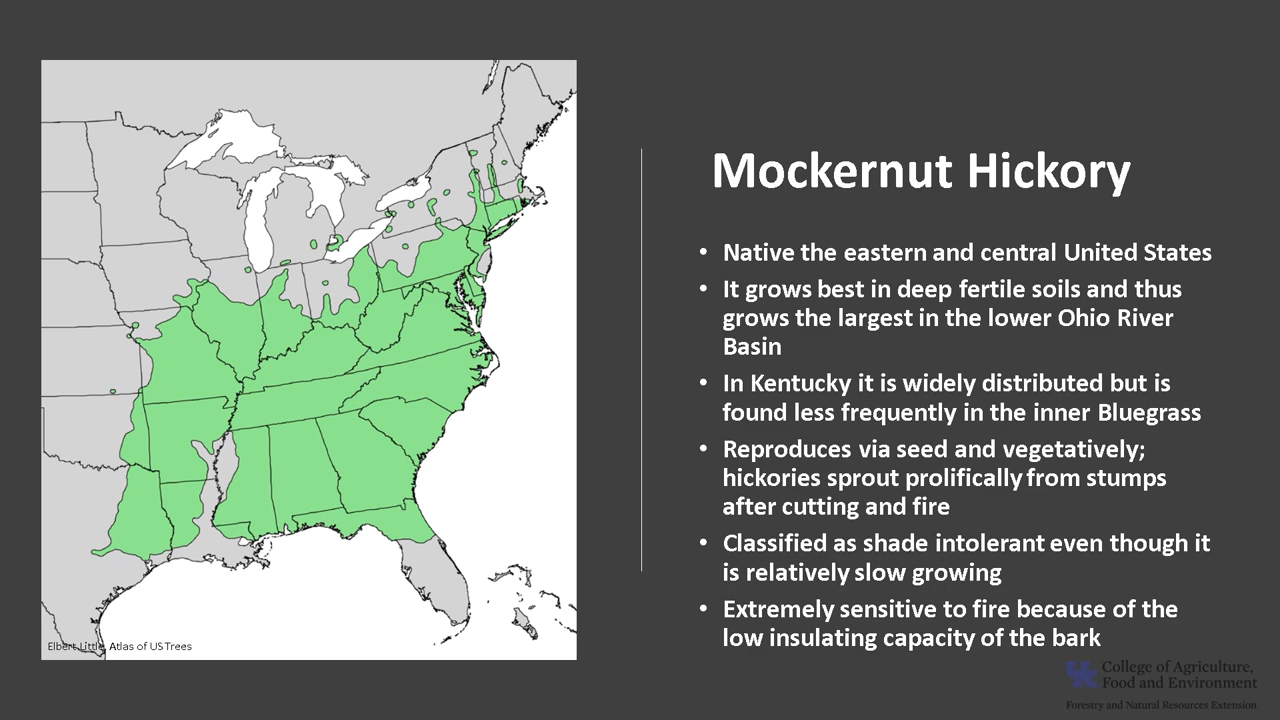 Mockernut Hickory
• Native the eastern and central United States
• It grows best in deep fertile soils and thus
grows the largest in the lower Ohio River
Basin
• In Kentucky it is widely distributed but is
found less frequently in the inner Bluegrass
• Reproduces via seed and vegetatively;
hickories sprout prolifically from stumps
after cutting and fire
• Classified as shade intolerant even though it
is relatively slow growing
• Extremely sensitive to fire because of the
low insulating capacity of the bark
Elbert Little, Atlas of US Trees
College of Agriculture,
Food and Environment
Forestry and Natural Resources Extension